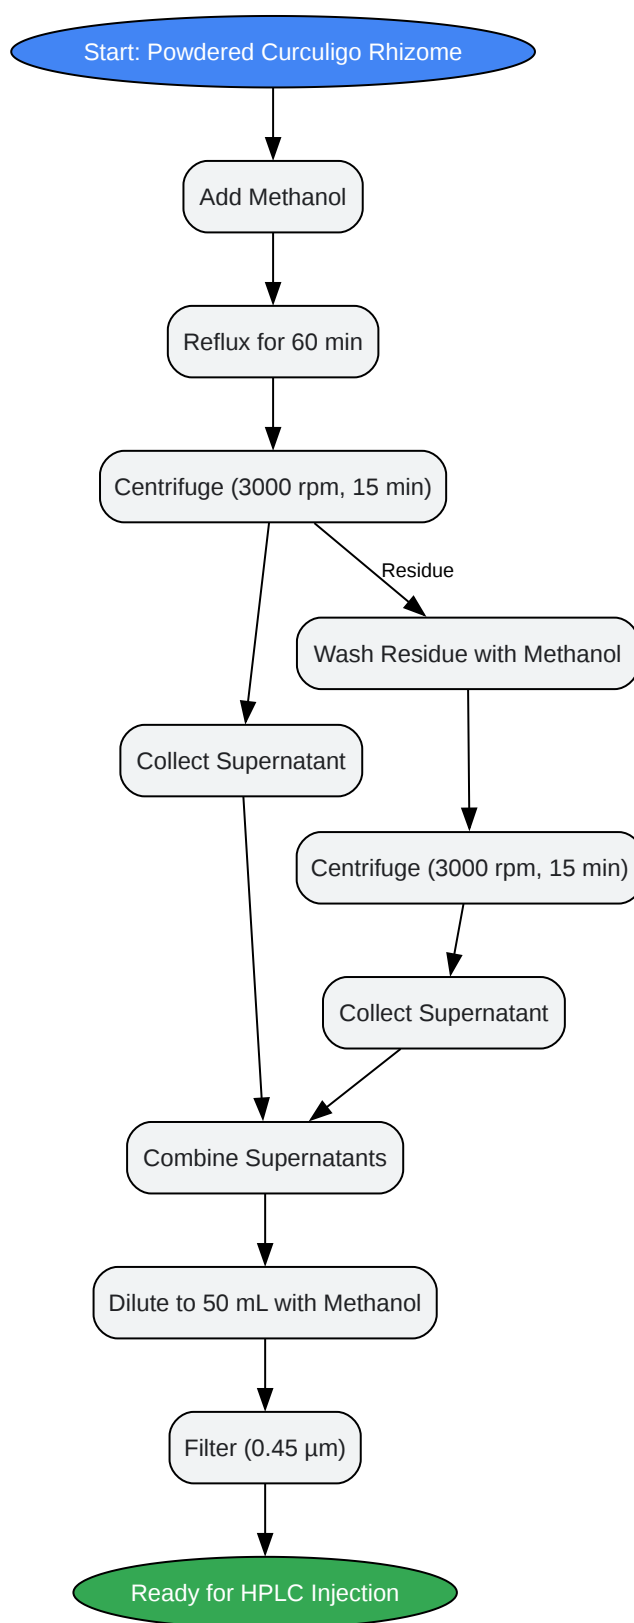 Start: Powdered Curculigo Rhizome
Add Methanol
Reflux for 60 min
Centrifuge (3000 rpm, 15 min)
Residue
Wash Residue with Methanol
Collect Supernatant
Centrifuge (3000 rpm, 15 min)
Collect Supernatant
Combine Supernatants
Dilute to 50 mL with Methanol
Filter (0.45 µm)
Ready for HPLC Injection